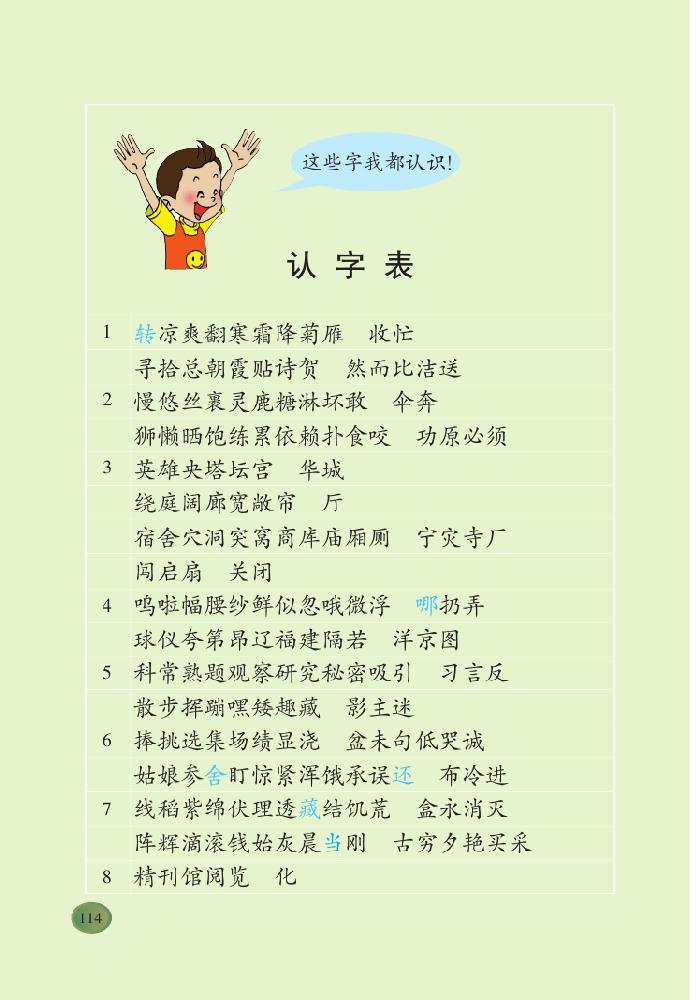 这些字我都认识!
认字表
1 转凉爽翻寒霜降菊雁 收忙
寻拾总朝霞贴诗贺 然而比洁送
2 慢悠丝裹灵鹿糖淋坏敢 伞奔
狮懒晒饱练累依赖扑食咬 功原必须
3 英雄央塔坛宫 华城
绕庭阔廊宽敞帘 厅
宿舍穴洞突窝商库庙厢厕 宁灾寺厂
闯启扇 关闭
4 呜啦幅腰纱鲜似忽哦微浮 哪扔弄
球仪夸第昂辽福建隔若 洋京图
5 科常熟题观察研究秘密吸引 习言反
散步挥蹦嘿矮趣藏 影主迷
6 捧挑选集场绩显浇 盆未句低哭诚
姑娘参舍盯惊紧浑饿承误还 布冷进
7 线稻紫绵伏理透藏结饥荒 盒永消灭
阵辉滴滚钱始灰晨当刚 古穷夕艳买采
8 精刊馆阅览 化
114